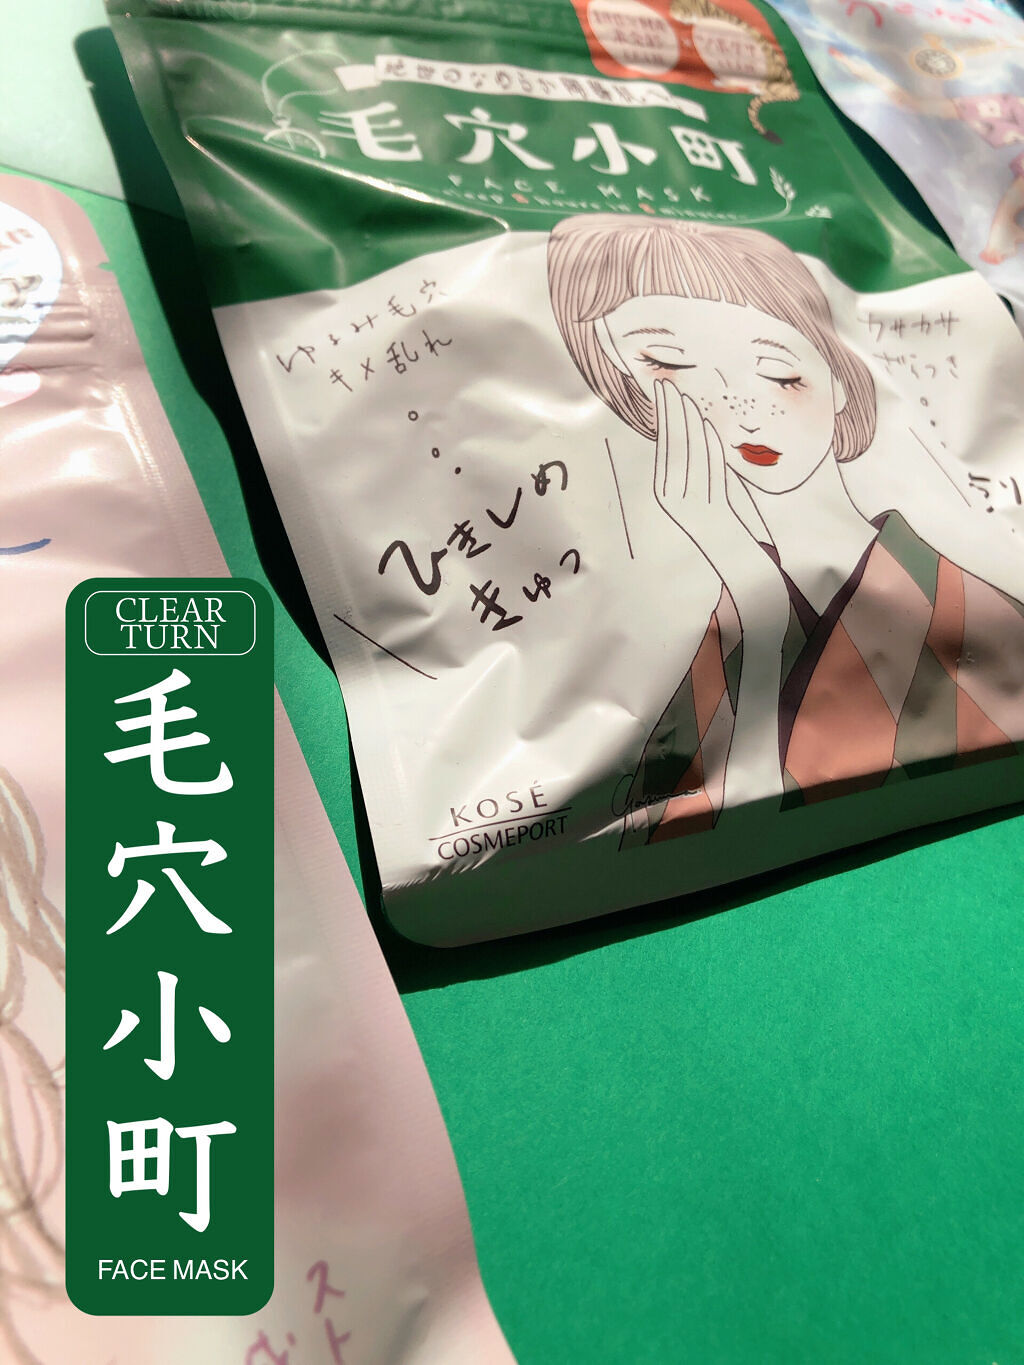 毛穴小町
FACE MASK
ゆるみ毛穴
キメ乱れ
ひきしめ
きゅっ
カサカサ
ざらつき
KOSÉ
COSMEPORT
CLEAR
TURN
毛穴小町
FACE MASK
スト